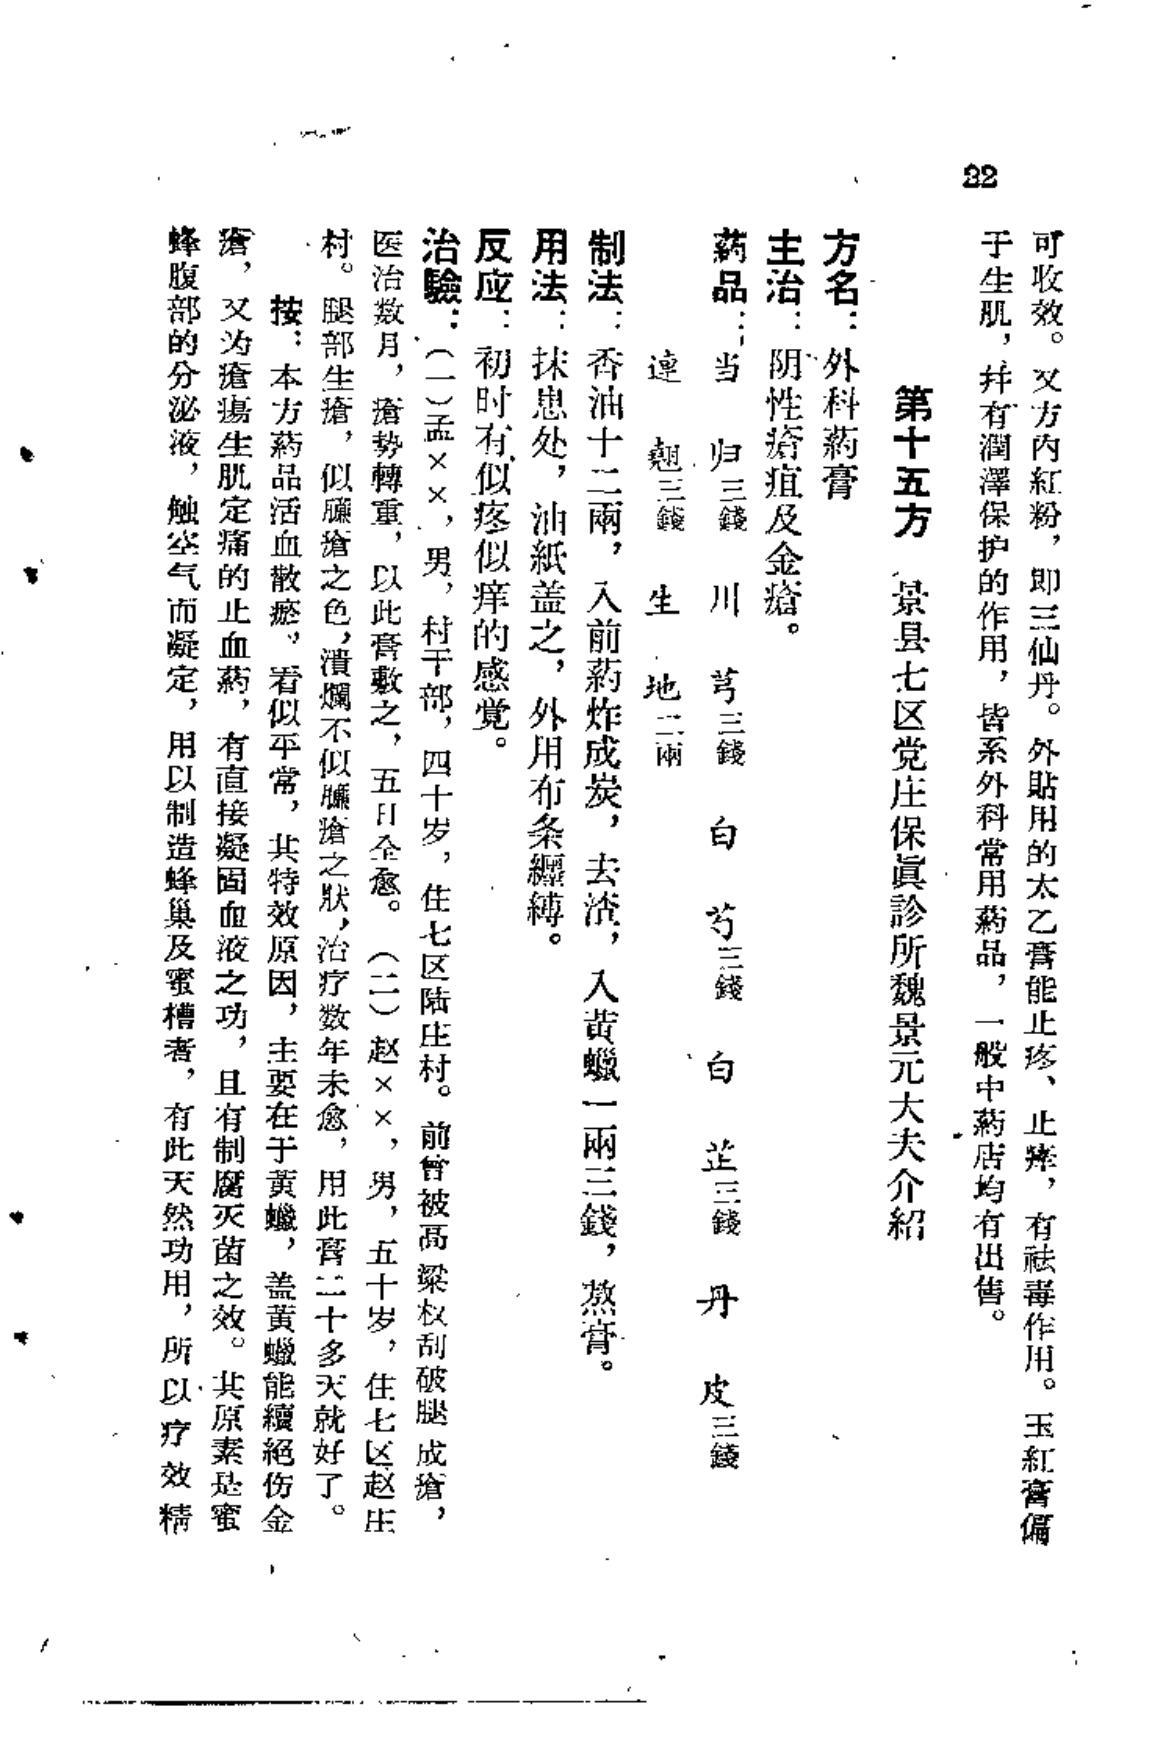 22
可收效。又方内紅粉，即三仙丹。外貼用的太乙膏能止疼、止痒，有祛毒作用。玉紅膏偏
于生肌，幷有潤澤保护的作用，皆系外科常用葯品，一般中葯店均有出售。
第十五方　景县七区党庄保眞診所魏景元大夫介紹
方名：外科葯膏
主治：阴性瘡疽及金瘡。
葯品：当归三錢　川芎三錢　白芍三錢　白芷三錢　丹皮三錢
連翹三錢　生地二兩
制法：香油十二兩，入前葯炸成炭，去渣，入黃蠟一兩三錢，熬膏。
用法：抹患处，油紙盖之，外用布条纏縛。
反应：初时有似疼似痒的感觉。
治驗：（一）孟××，男，村干部，四十岁，住七区陆庄村。前曾被高粱杈刮破腿成瘡，
医治数月，瘡势轉重，以此膏敷之，五日全愈。（二）赵××，男，五十岁，住七区赵庄
村。腿部生瘡，似臁瘡之色，潰爛不似臁瘡之狀，治疗数年未愈，用此膏二十多天就好了。
按：本方葯品活血散瘀，看似平常，其特效原因，主要在于黃蠟，盖黃蠟能續絕伤金
瘡，又为瘡瘍生肌定痛的止血葯，有直接凝固血液之功，且有制腐灭菌之效。其原素是蜜
蜂腹部的分泌液，触空气而凝定，用以制造蜂巢及蜜槽者，有此天然功用，所以疗效精